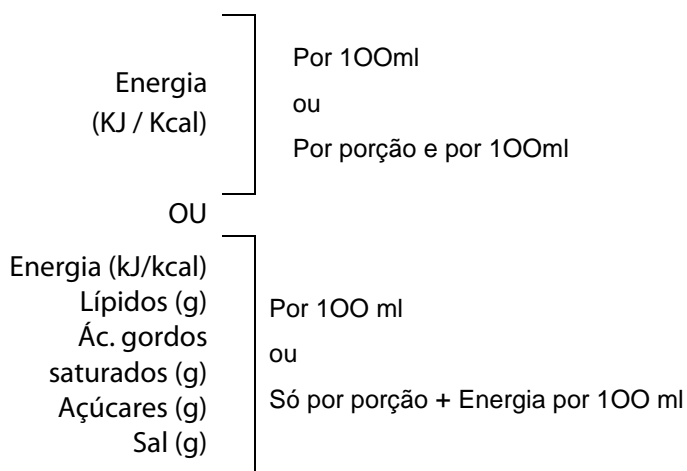 Energia
(KJ / Kcal)
Por 1OOml
ou
Por porção e por 1OOml
OU
Energia (kJ/kcal)
Lípidos (g)
Ác. gordos
saturados (g)
Açúcares (g)
Sal (g)
Por 1OO ml
ou
Só por porção + Energia por 1OO ml